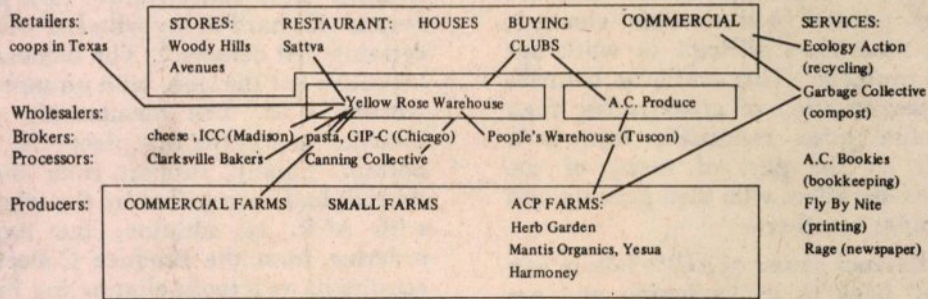 Retailers: STORES: RESTAURANT: HOUSES BUYING COMMERCIAL SERVICES:
coops in Texas Woody Hills Sattva CLUBS Ecology Action
Avenues (recycling)
Garbage Collective
Wholesalers: Yellow Rose Warehouse A.C. Produce (compost)
Brokers: cheese, ICC (Madison) pasta, GIP-C (Chicago) People's Warehouse (Tuscon)
Processors: Clarksville Bakers Canning Collective
A.C. Bookies
(bookkeeping)
Producers: COMMERCIAL FARMS SMALL FARMS ACP FARMS: Fly By Nite
Herb Garden (printing)
Mantis Organics, Yesua Rage (newspaper)
Harmoney